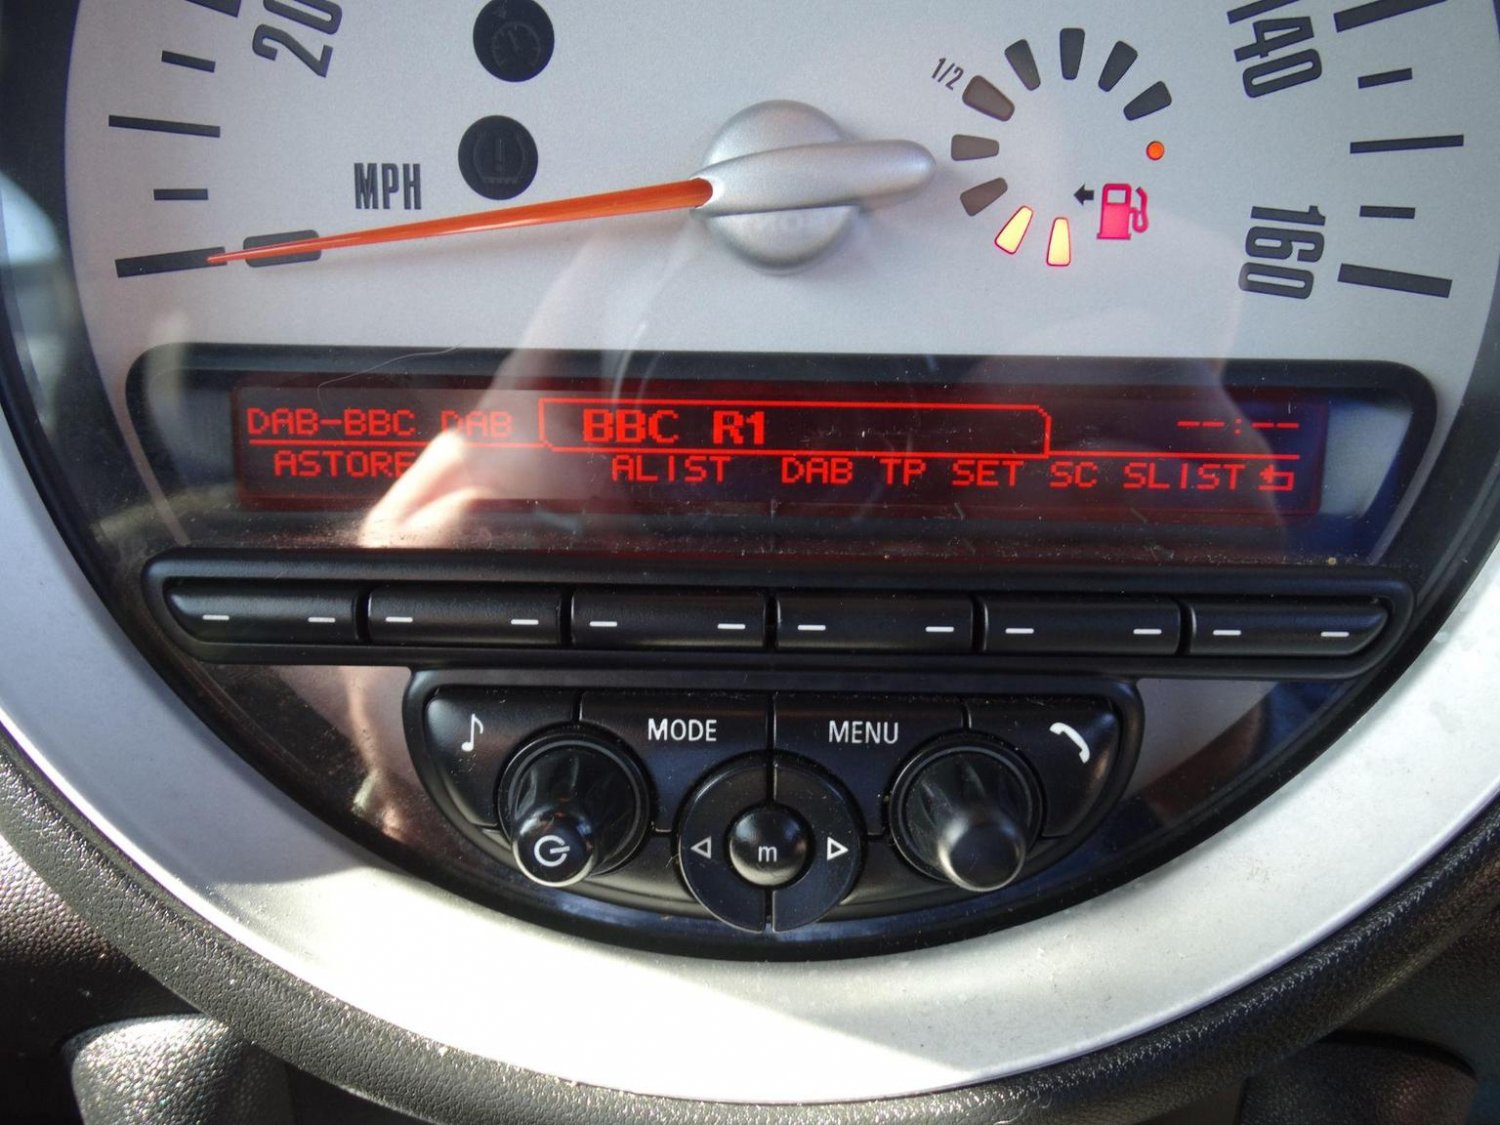 20
140
1/2
MPH
160
DAB-BBC DAB BBC R1 --:--
ASTORE ALIST DAB TP SET SC SLIST
MODE MENU
m